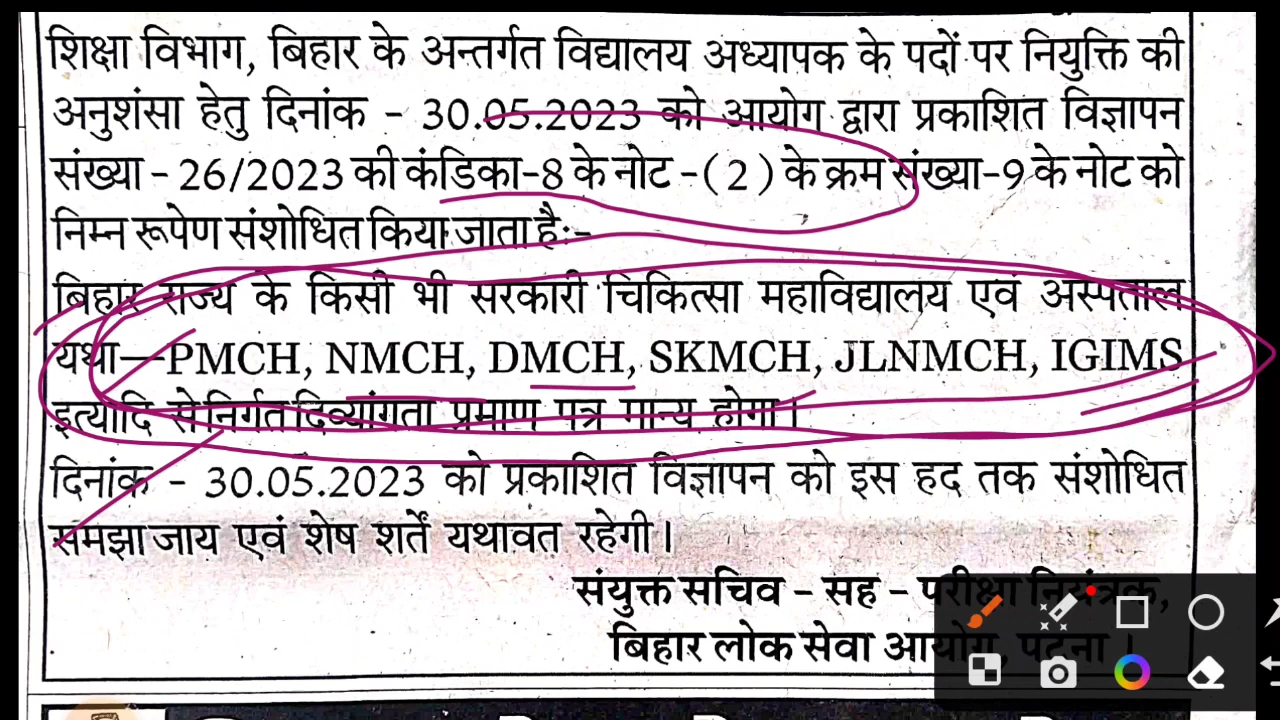 शिक्षा विभाग, बिहार के अन्तर्गत विद्यालय अध्यापक के पदों पर नियुक्ति की
अनुशंसा हेतु दिनांक - 30.05.2023 को आयोग द्वारा प्रकाशित विज्ञापन
संख्या - 26/2023 की कंडिका-8 के नोट -(2) के क्रम संख्या-9 के नोट को
निम्न रूपेण संशोधित किया जाता है:-
बिहार राज्य के किसी भी सरकारी चिकित्सा महाविद्यालय एवं अस्पताल
यथा—PMCH, NMCH, DMCH, SKMCH, JLNMCH, IGIMS
इत्यादि से निर्गत दिव्यांगता प्रमाण पत्र मान्य होगा।
दिनांक - 30.05.2023 को प्रकाशित विज्ञापन को इस हद तक संशोधित
समझा जाय एवं शेष शर्तें यथावत रहेगी।
संयुक्त सचिव - सह - परीक्षा नियंत्रक,
बिहार लोक सेवा आयोग, पटना।